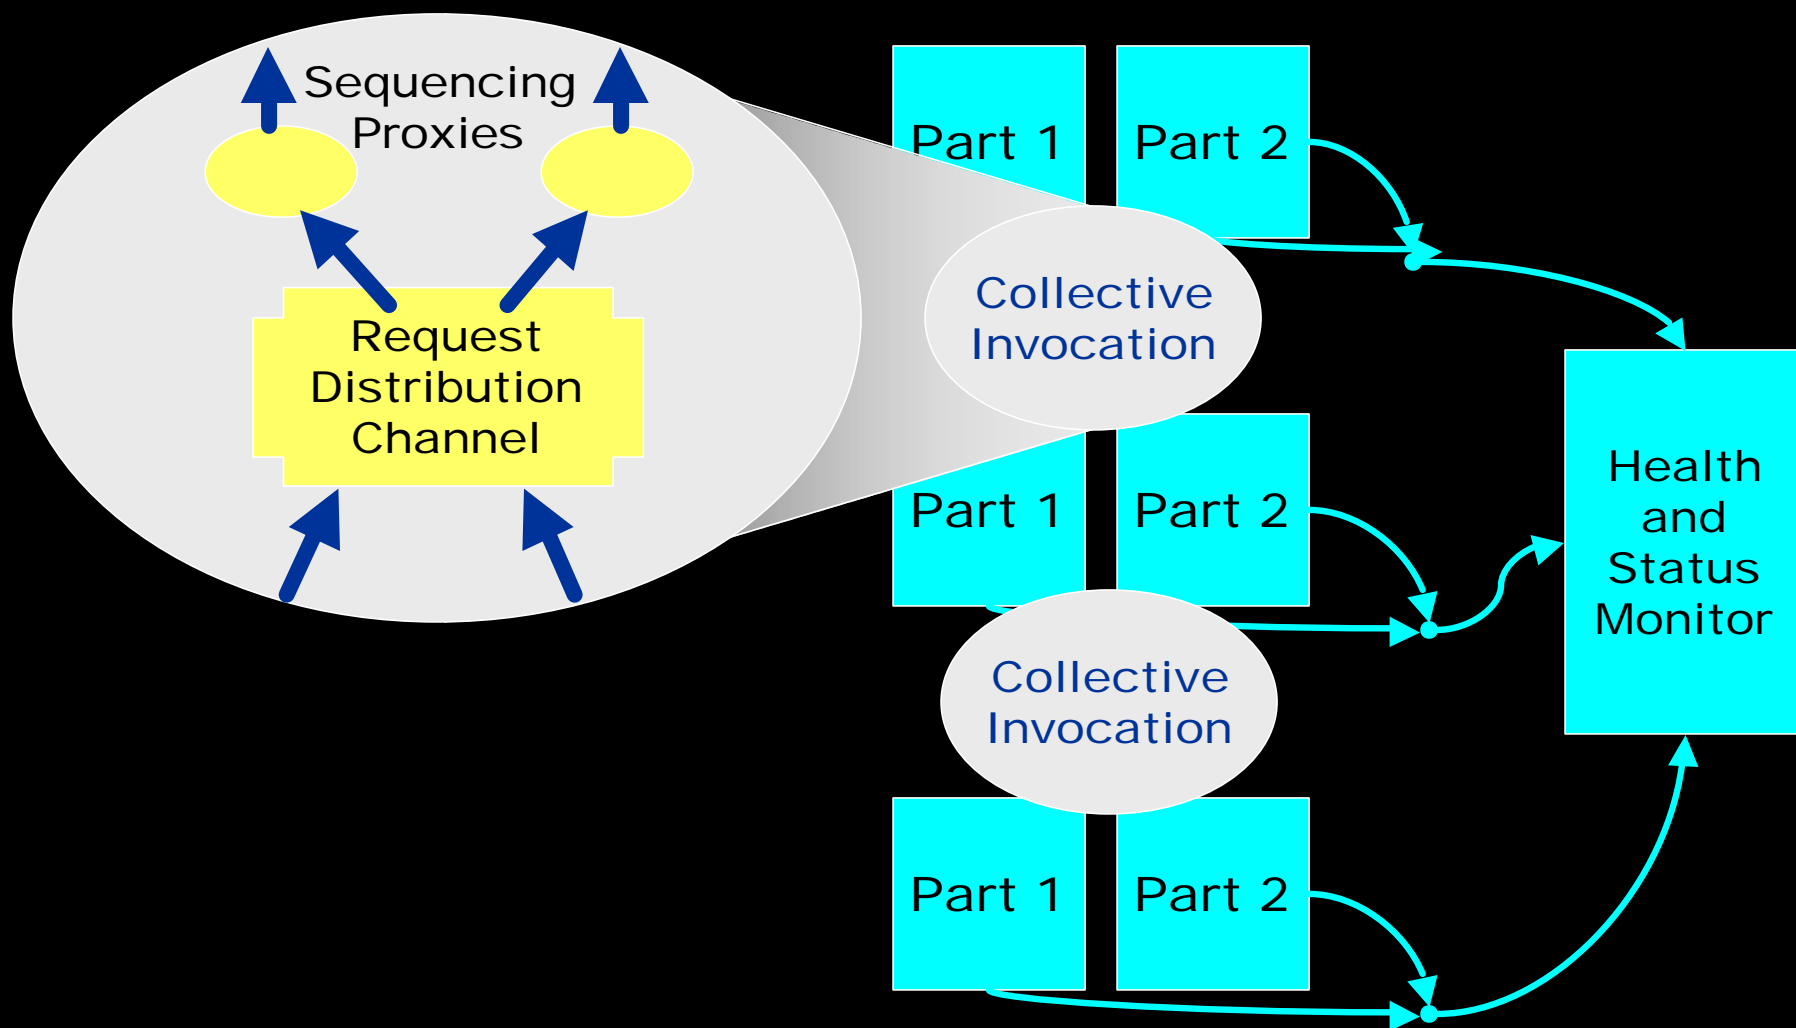 Sequencing
Proxies
Request
Distribution
Channel
Part 1
Part 2
Collective
Invocation
Part 1
Part 2
Collective
Invocation
Part 1
Part 2
Health
and
Status
Monitor